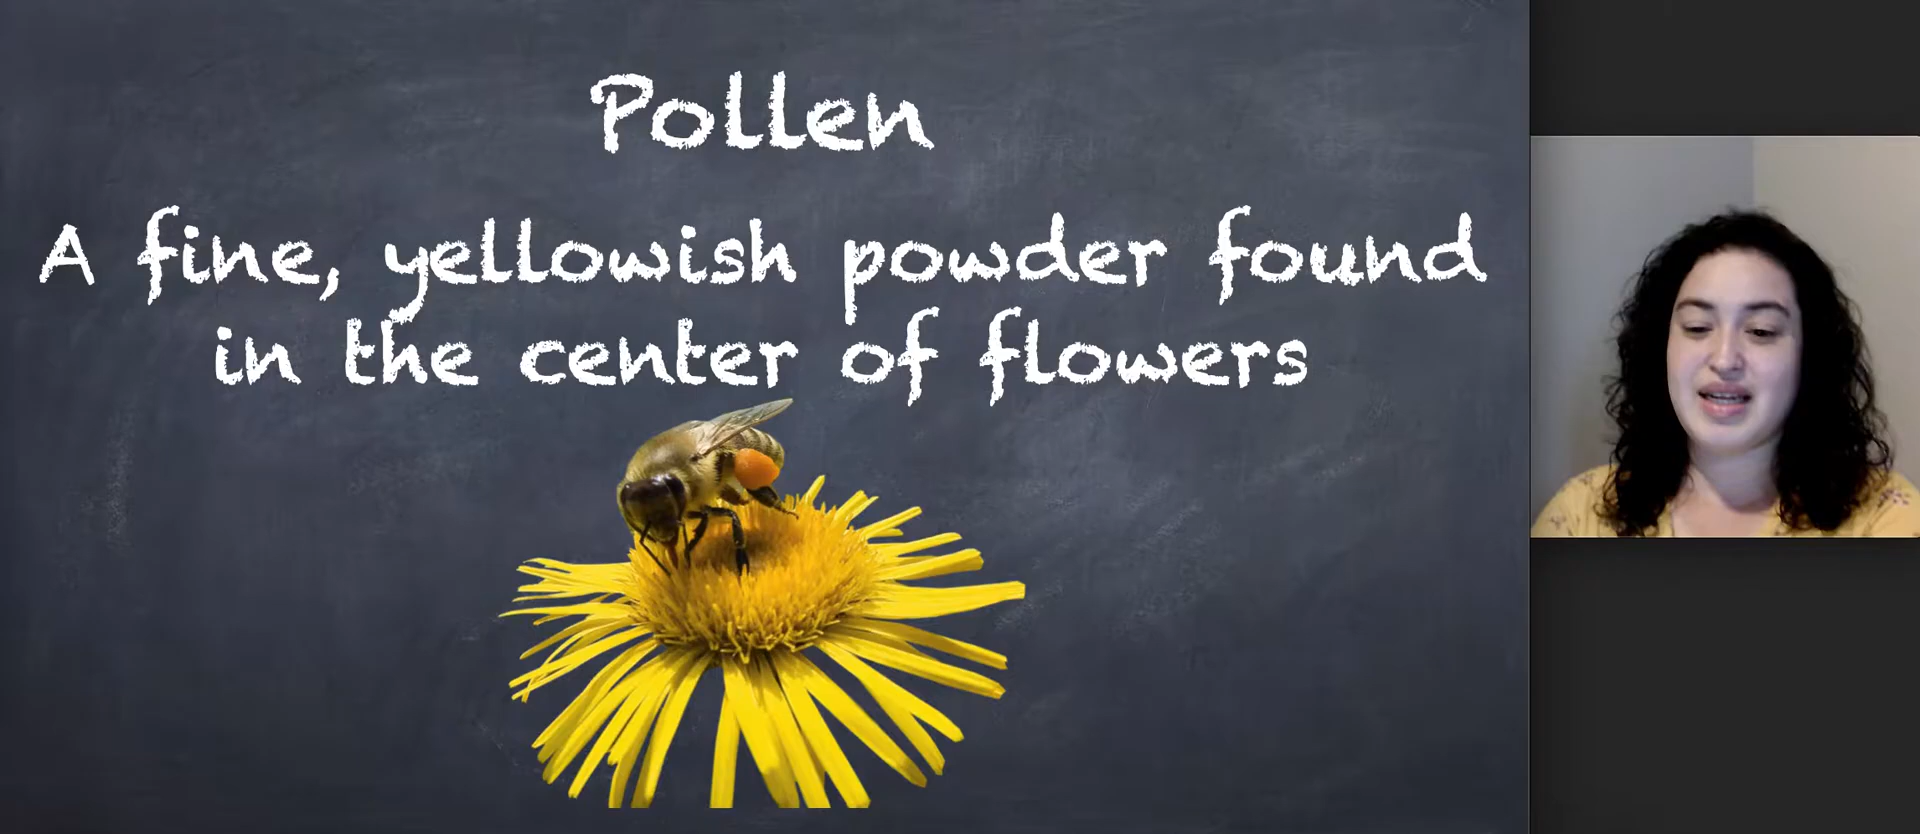 Pollen
A fine, yellowish powder found
in the center of flowers